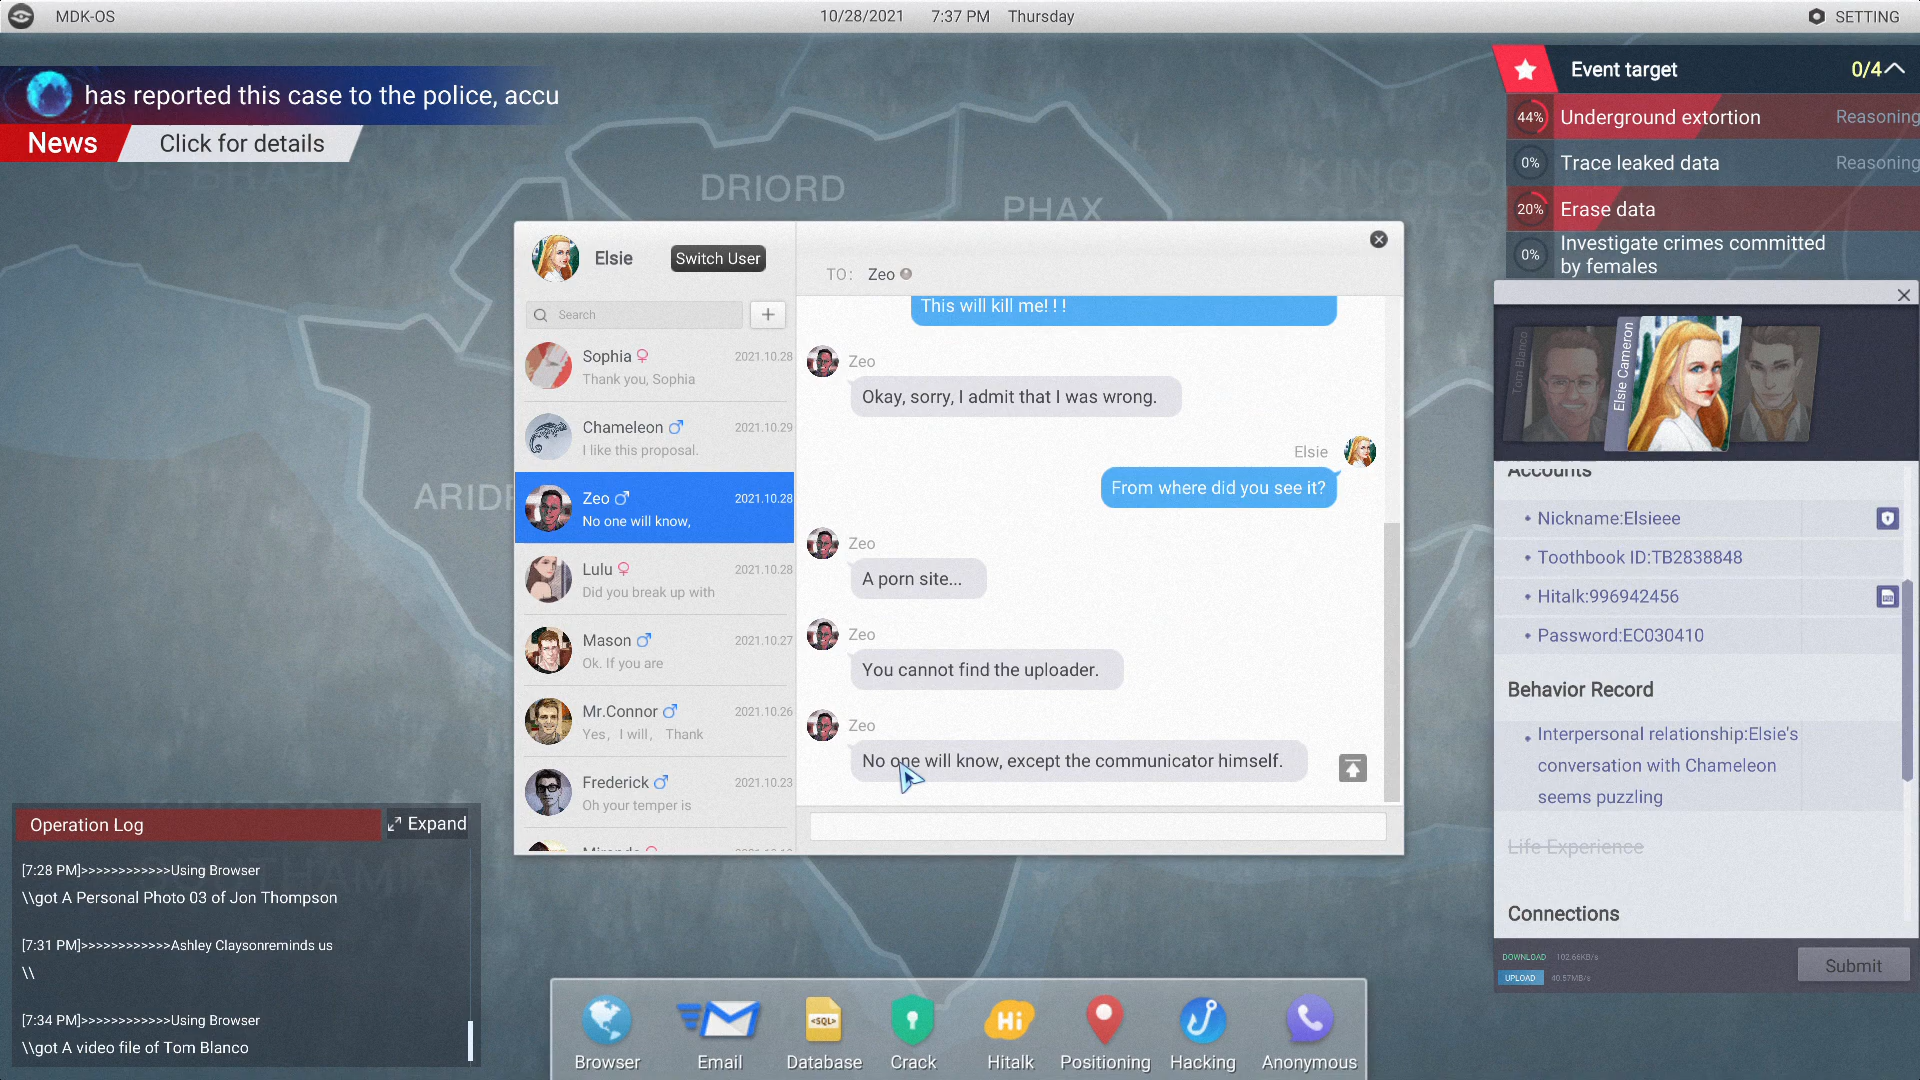 MDK-OS
10/28/2021 7:37 PM Thursday
SETTING
has reported this case to the police, accu
News
Click for details
DRIORD
PHAX
KINGDO
Event target
0/4
44%
Underground extortion
Reasoning
0%
Trace leaked data
Reasoning
20%
Erase data
0%
Investigate crimes committed
by females
Elsie
Switch User
Search
+
Sophia
2021.10.28
Thank you, Sophia
Chameleon
2021.10.29
I like this proposal.
Zeo
2021.10.28
No one will know,
Lulu
2021.10.28
Did you break up with
Mason
2021.10.27
Ok. If you are
Mr.Connor
2021.10.26
Yes, I will, Thank
Frederick
2021.10.23
Oh your temper is
TO: Zeo
This will kill me! ! !
Zeo
Okay, sorry, I admit that I was wrong.
Elsie
From where did you see it?
Zeo
A porn site...
Zeo
You cannot find the uploader.
Zeo
No one will know, except the communicator himself.
Tom Blanco
Elsie Cameron
Accounts
• Nickname:Elsieee
• Toothbook ID:TB2838848
• Hitalk:996942456
• Password:EC030410
Behavior Record
• Interpersonal relationship:Elsie's
conversation with Chameleon
seems puzzling
Life Experience
Connections
DOWNLOAD 102.66KB/s
UPLOAD 40.57MB/s
Submit
Operation Log
Expand
[7:28 PM]>>>>>>>>>>>>Using Browser
\\got A Personal Photo 03 of Jon Thompson
[7:31 PM]>>>>>>>>>>>>Ashley Claysonreminds us
\\
[7:34 PM]>>>>>>>>>>>>Using Browser
\\got A video file of Tom Blanco
<SQL>
Hi
Browser
Email
Database
Crack
Hitalk
Positioning
Hacking
Anonymous